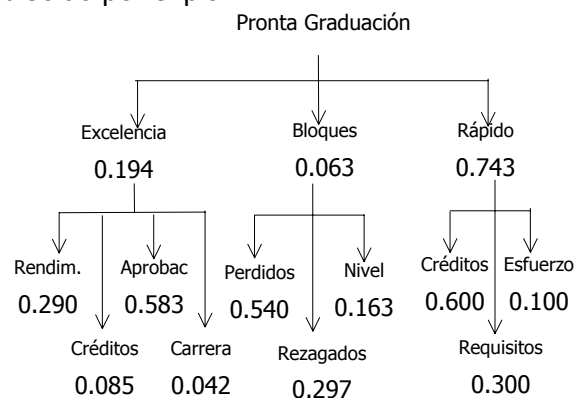 Pronta Graduación
Excelencia Bloques Rápido
0.194 0.063 0.743
Rendim. Aprobac Perdidos Nivel Créditos Esfuerzo
0.290 0.583 0.540 0.163 0.600 0.100
Créditos Carrera Rezagados Requisitos
0.085 0.042 0.297 0.300